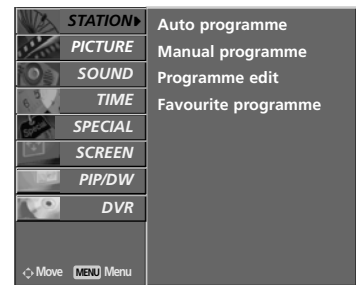 STATION
PICTURE
SOUND
TIME
SPECIAL
SCREEN
PIP/DW
DVR
Move MENU Menu
Auto programme
Manual programme
Programme edit
Favourite programme